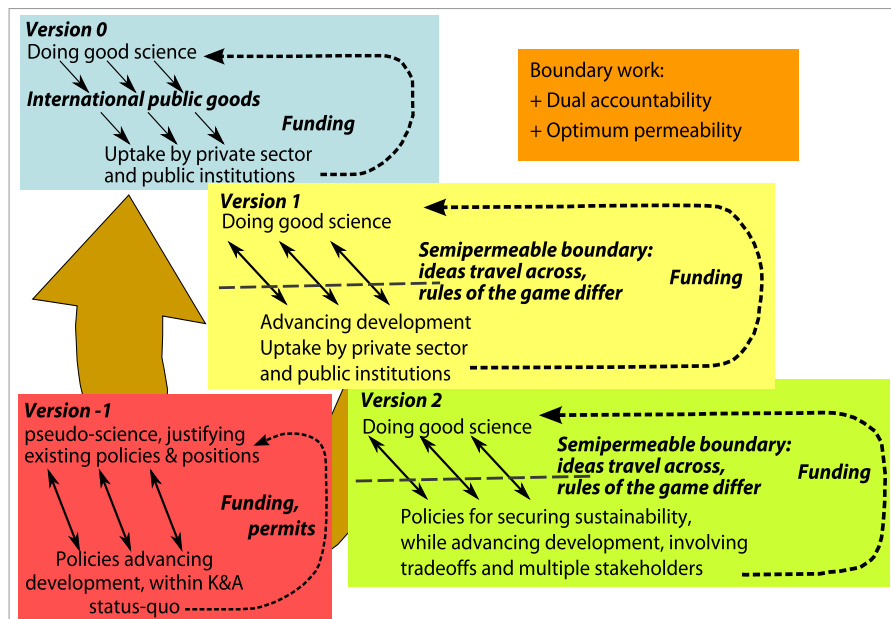 Version 0
Doing good science
International public goods
Funding
Uptake by private sector
and public institutions
Boundary work:
+ Dual accountability
+ Optimum permeability
Version 1
Doing good science
Semipermeable boundary:
ideas travel across,
rules of the game differ
Funding
Advancing development
Uptake by private sector
and public institutions
Version -1
pseudo-science, justifying
existing policies & positions
Funding,
permits
Policies advancing
development, within K&A
status-quo
Version 2
Doing good science
Semipermeable boundary:
ideas travel across,
rules of the game differ
Funding
Policies for securing sustainability,
while advancing development, involving
tradeoffs and multiple stakeholders